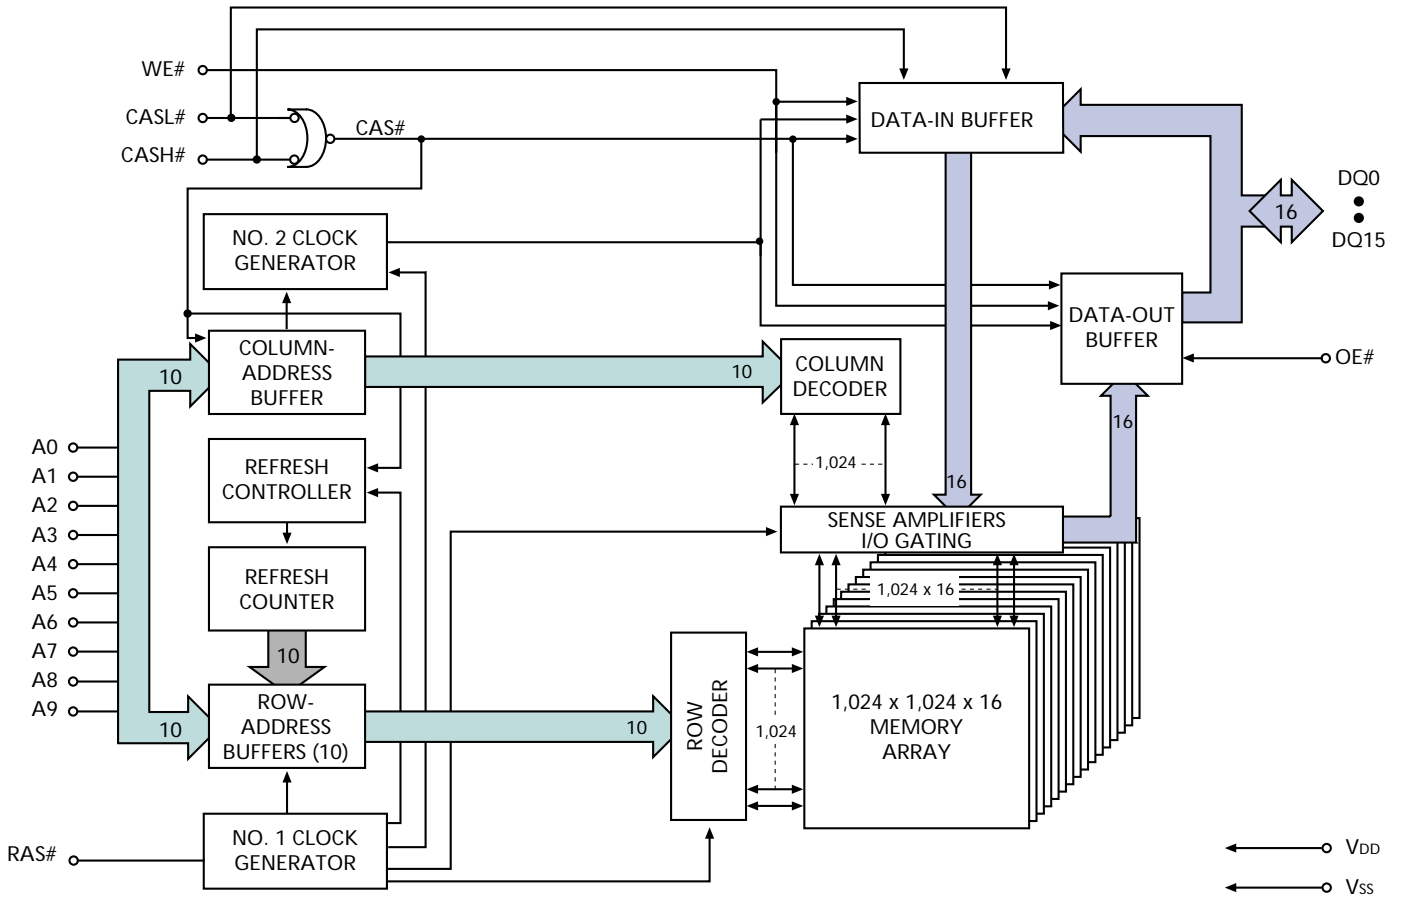 WE#
CASL#
CASH#
CAS#
DATA-IN BUFFER
16
DQ0
DQ15
NO. 2 CLOCK
GENERATOR
DATA-OUT
BUFFER
OE#
COLUMN-
ADDRESS
BUFFER
10
10
COLUMN
DECODER
16
1,024
16
A0
A1
A2
A3
A4
A5
A6
A7
A8
A9
REFRESH
CONTROLLER
SENSE AMPLIFIERS
I/O GATING
REFRESH
COUNTER
1,024 x 16
10
ROW-
ADDRESS
BUFFERS (10)
10
10
ROW
DECODER
1,024
1,024 x 1,024 x 16
MEMORY
ARRAY
NO. 1 CLOCK
GENERATOR
RAS#
VDD
VSS